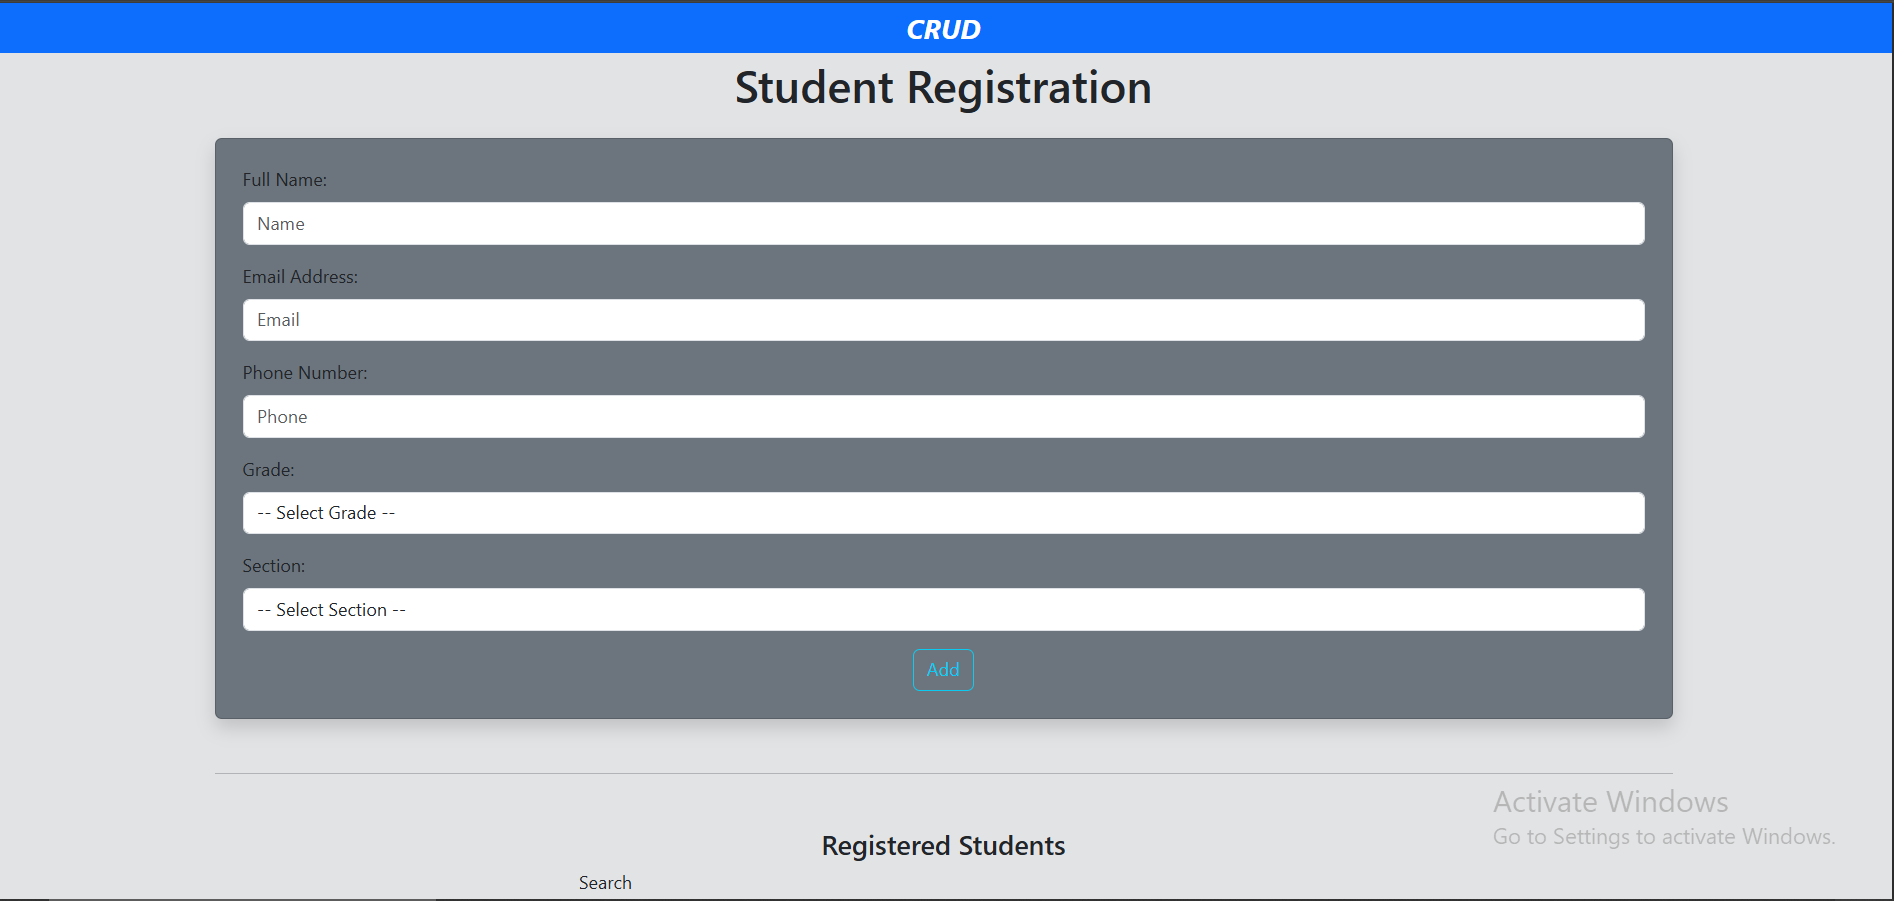 CRUD
Student Registration
Full Name:
Name
Email Address:
Email
Phone Number:
Phone
Grade:
-- Select Grade --
Section:
-- Select Section --
Add
Activate Windows
Go to Settings to activate Windows.
Registered Students
Search